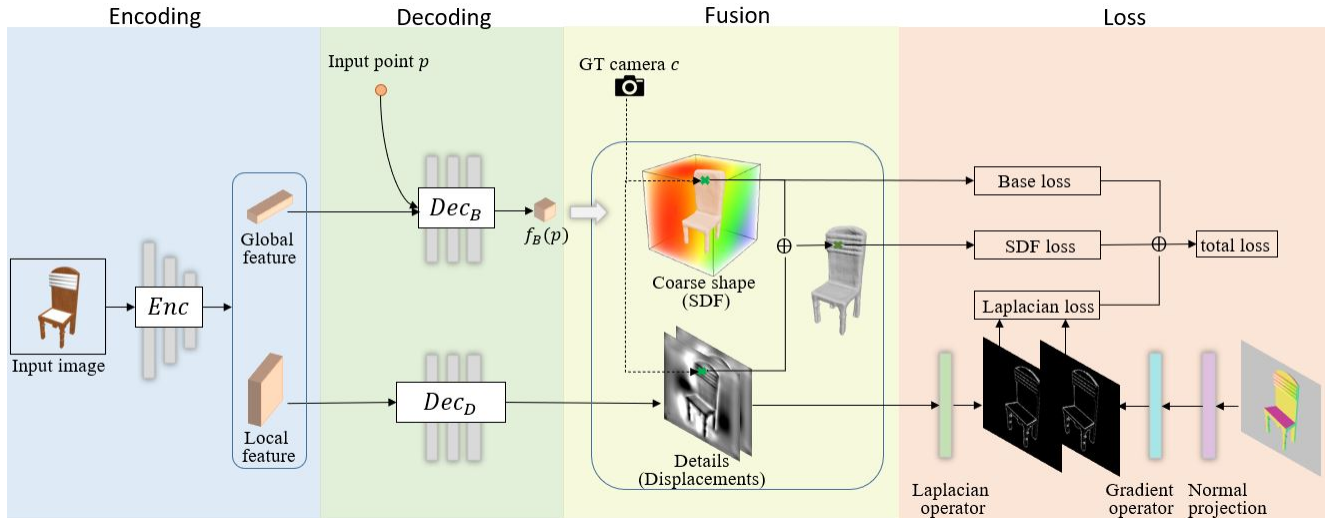 Encoding
Decoding
Fusion
Loss
Input point p
GT camera c
Dec_B
f_B(p)
Global
feature
Enc
Input image
Local
feature
Dec_D
Coarse shape
(SDF)
Details
(Displacements)
Base loss
SDF loss
total loss
Laplacian loss
Laplacian
operator
Gradient
operator
Normal
projection